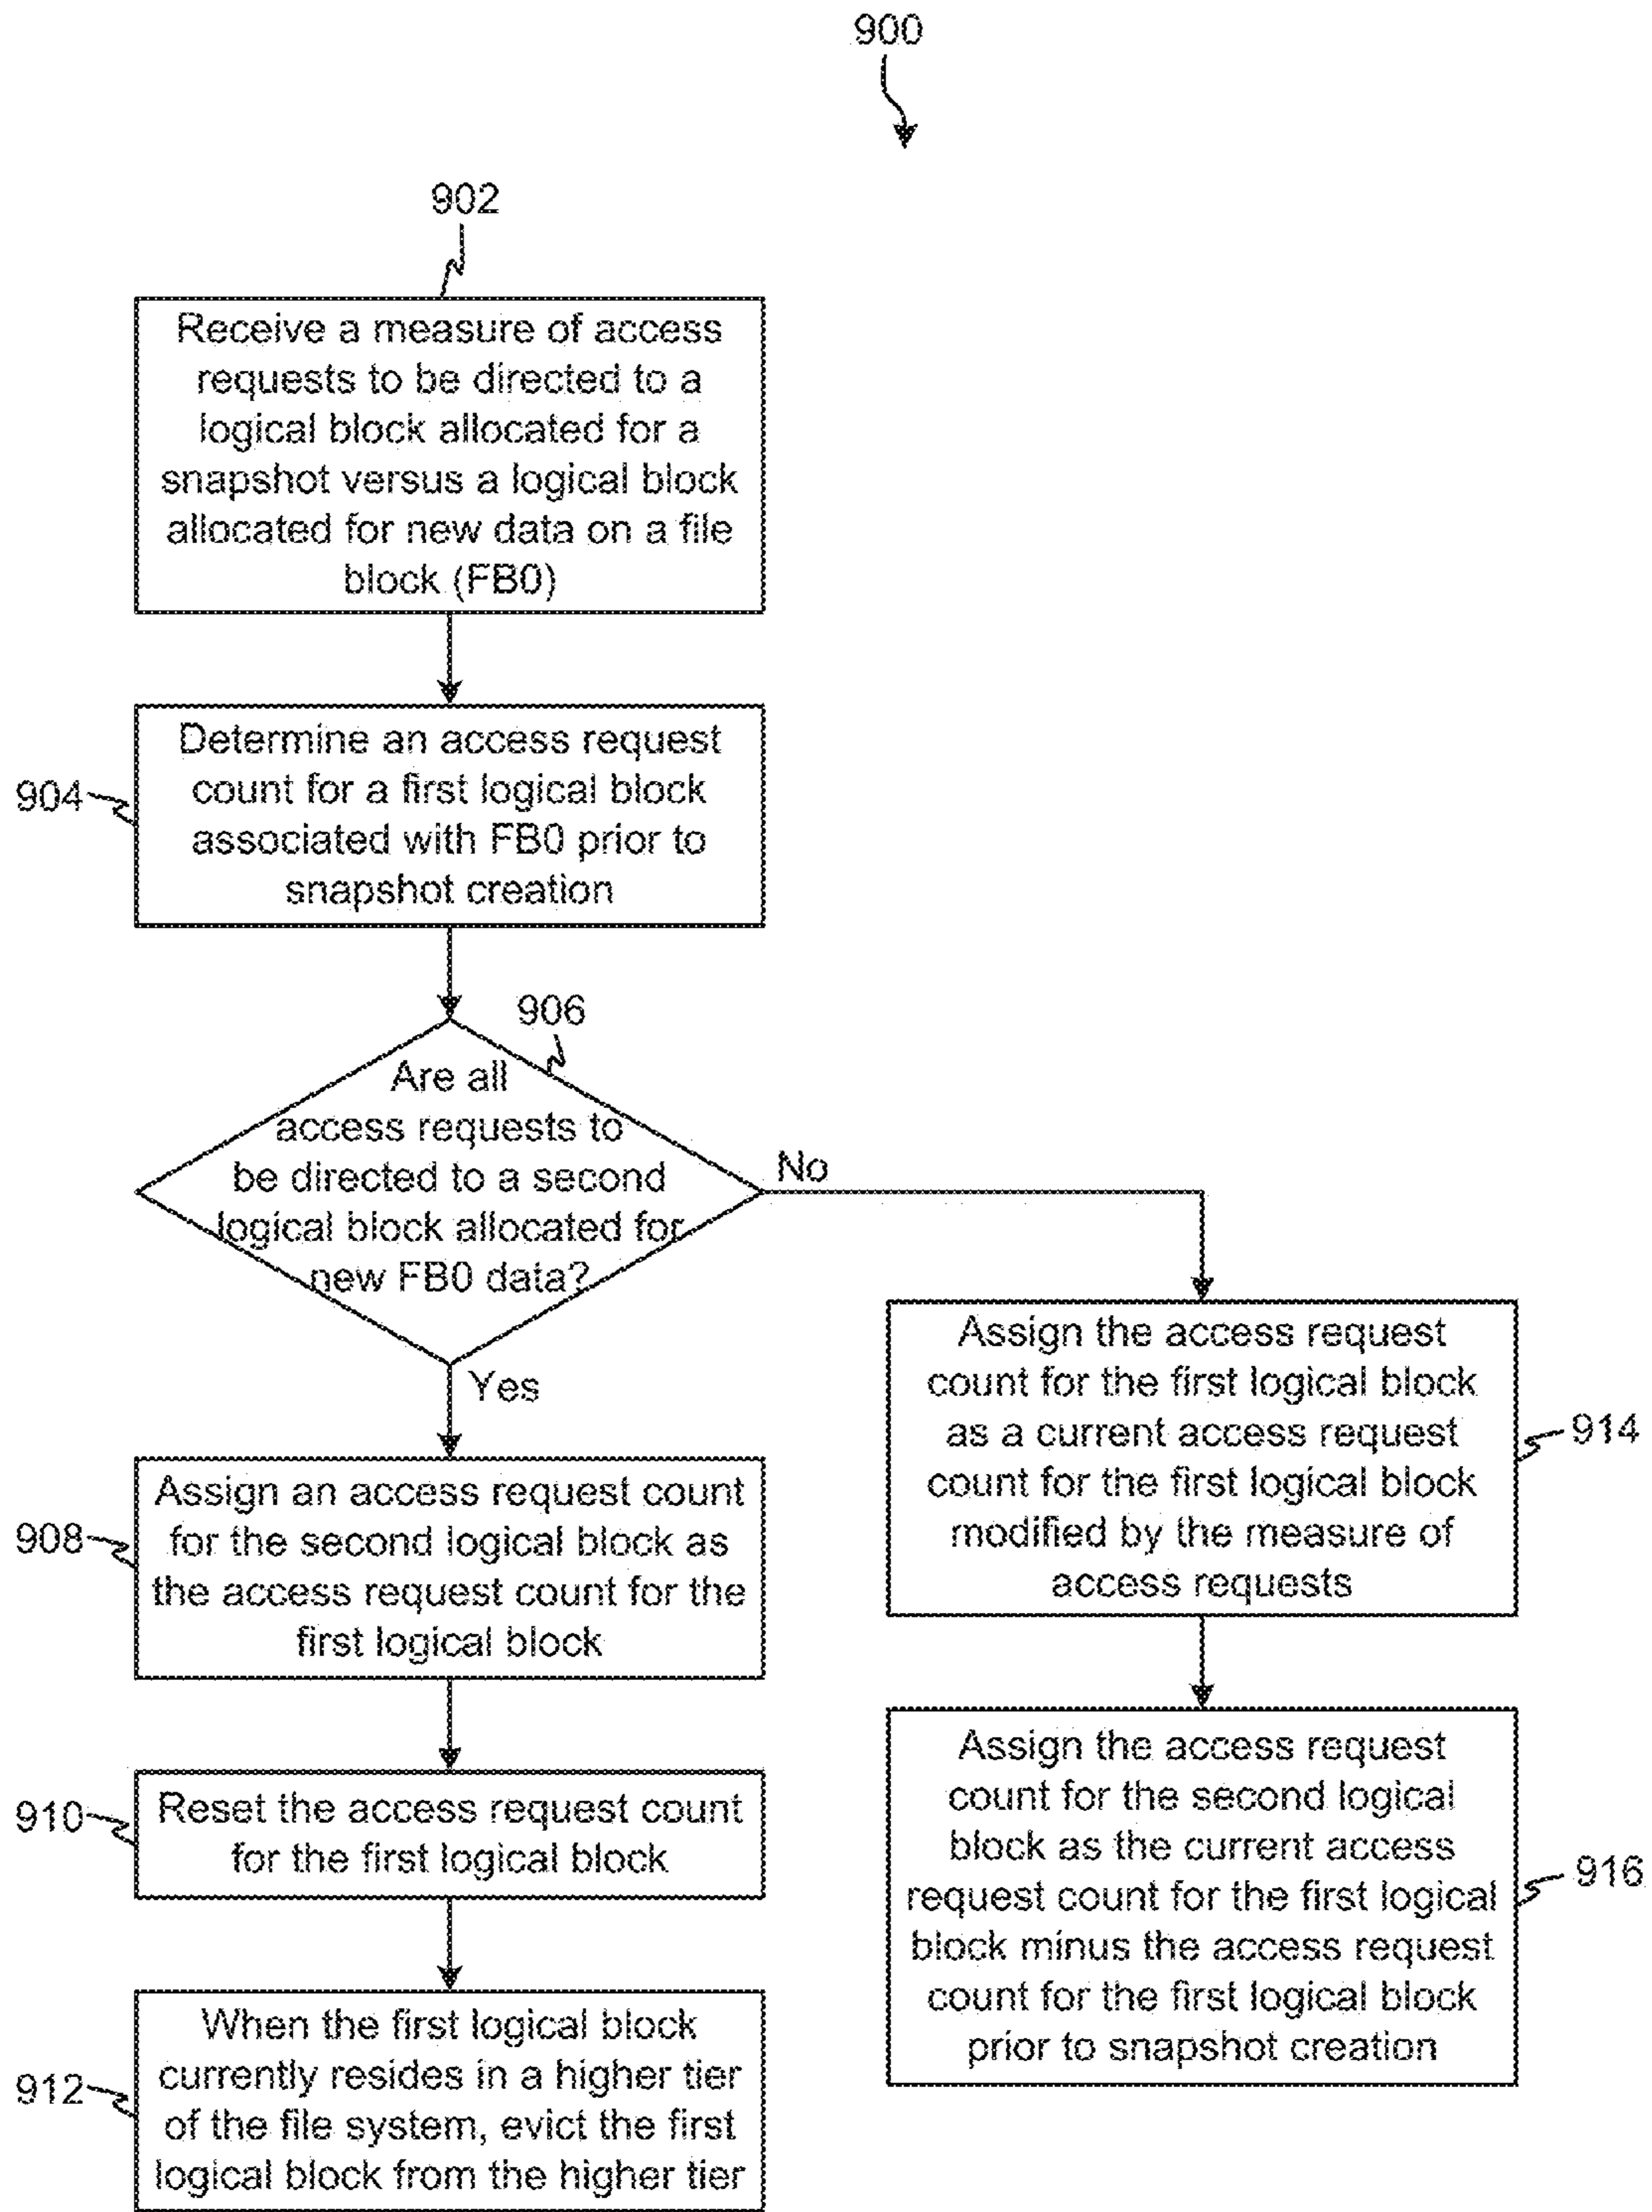 900
902
Receive a measure of access
requests to be directed to a
logical block allocated for a
snapshot versus a logical block
allocated for new data on a file
block (FB0)
904
Determine an access request
count for a first logical block
associated with FB0 prior to
snapshot creation
906
Are all
access requests to
be directed to a second
logical block allocated for
new FB0 data?
No
Yes
908
Assign an access request count
for the second logical block as
the access request count for the
first logical block
910
Reset the access request count
for the first logical block
912
When the first logical block
currently resides in a higher tier
of the file system, evict the first
logical block from the higher tier
Assign the access request
count for the first logical block
as a current access request
count for the first logical block
modified by the measure of
access requests
914
Assign the access request
count for the second logical
block as the current access
request count for the first logical
block minus the access request
count for the first logical block
prior to snapshot creation
916